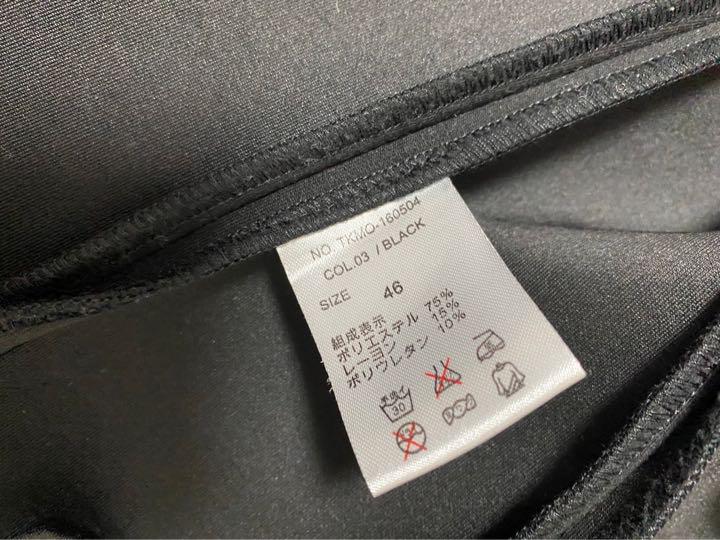 NO. TKMO-160504
COL.03 / BLACK
SIZE 46
組成表示
ポリエステル 75%
レーヨン 15%
ポリウレタン 10%
手洗イ
30